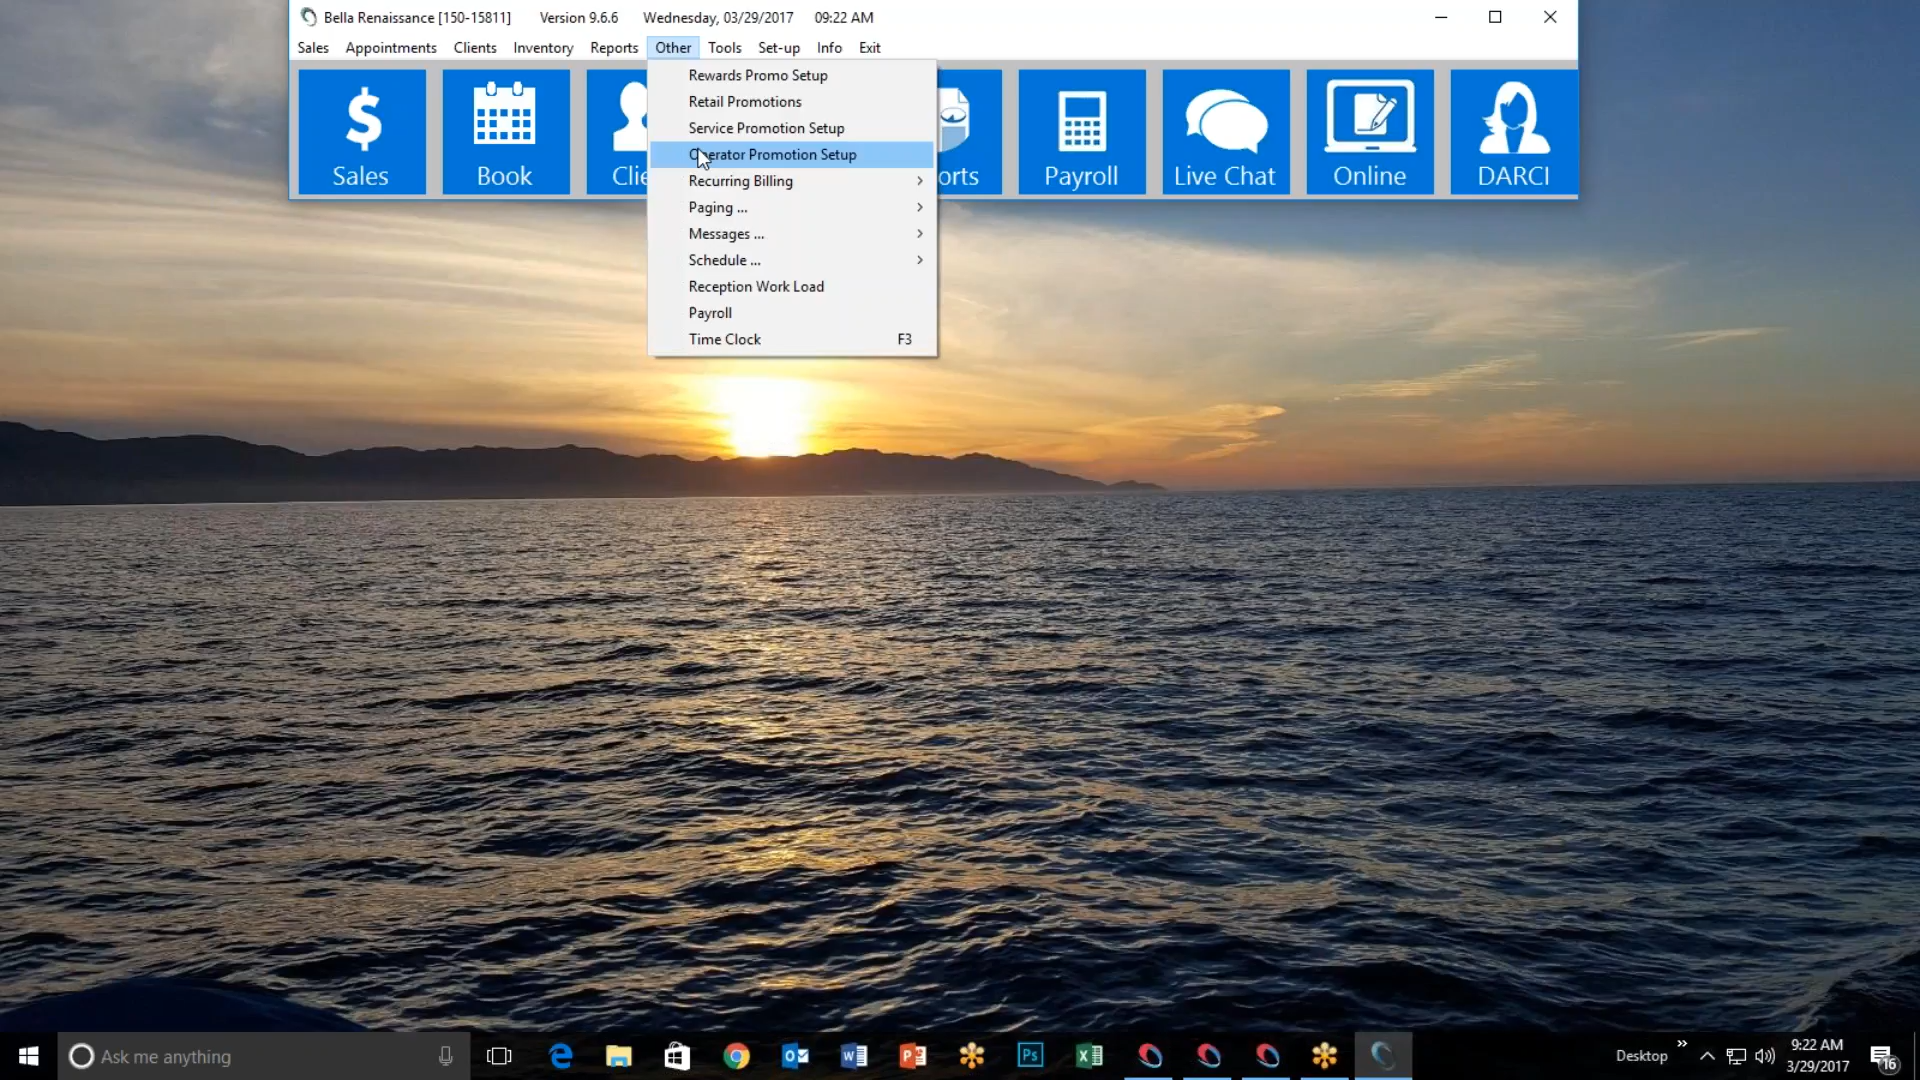 Bella Renaissance [150-15811] Version 9.6.6 Wednesday, 03/29/2017 09:22 AM
Sales Appointments Clients Inventory Reports Other Tools Set-up Info Exit
Rewards Promo Setup
Retail Promotions
Service Promotion Setup
Operator Promotion Setup
Recurring Billing
Paging ...
Messages ...
Schedule ...
Reception Work Load
Payroll
Time Clock F3
Sales
Book
Clie
orts
Payroll
Live Chat
Online
DARCI
Ask me anything
Desktop
9:22 AM
3/29/2017
16